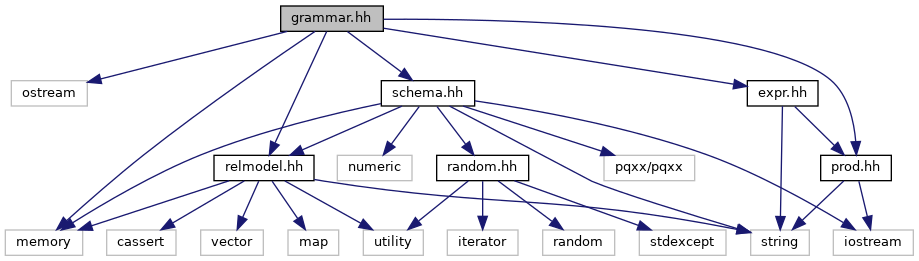 grammar.hh
ostream
schema.hh
expr.hh
relmodel.hh
numeric
random.hh
pqxx/pqxx
prod.hh
memory
cassert
vector
map
utility
iterator
random
stdexcept
string
iostream